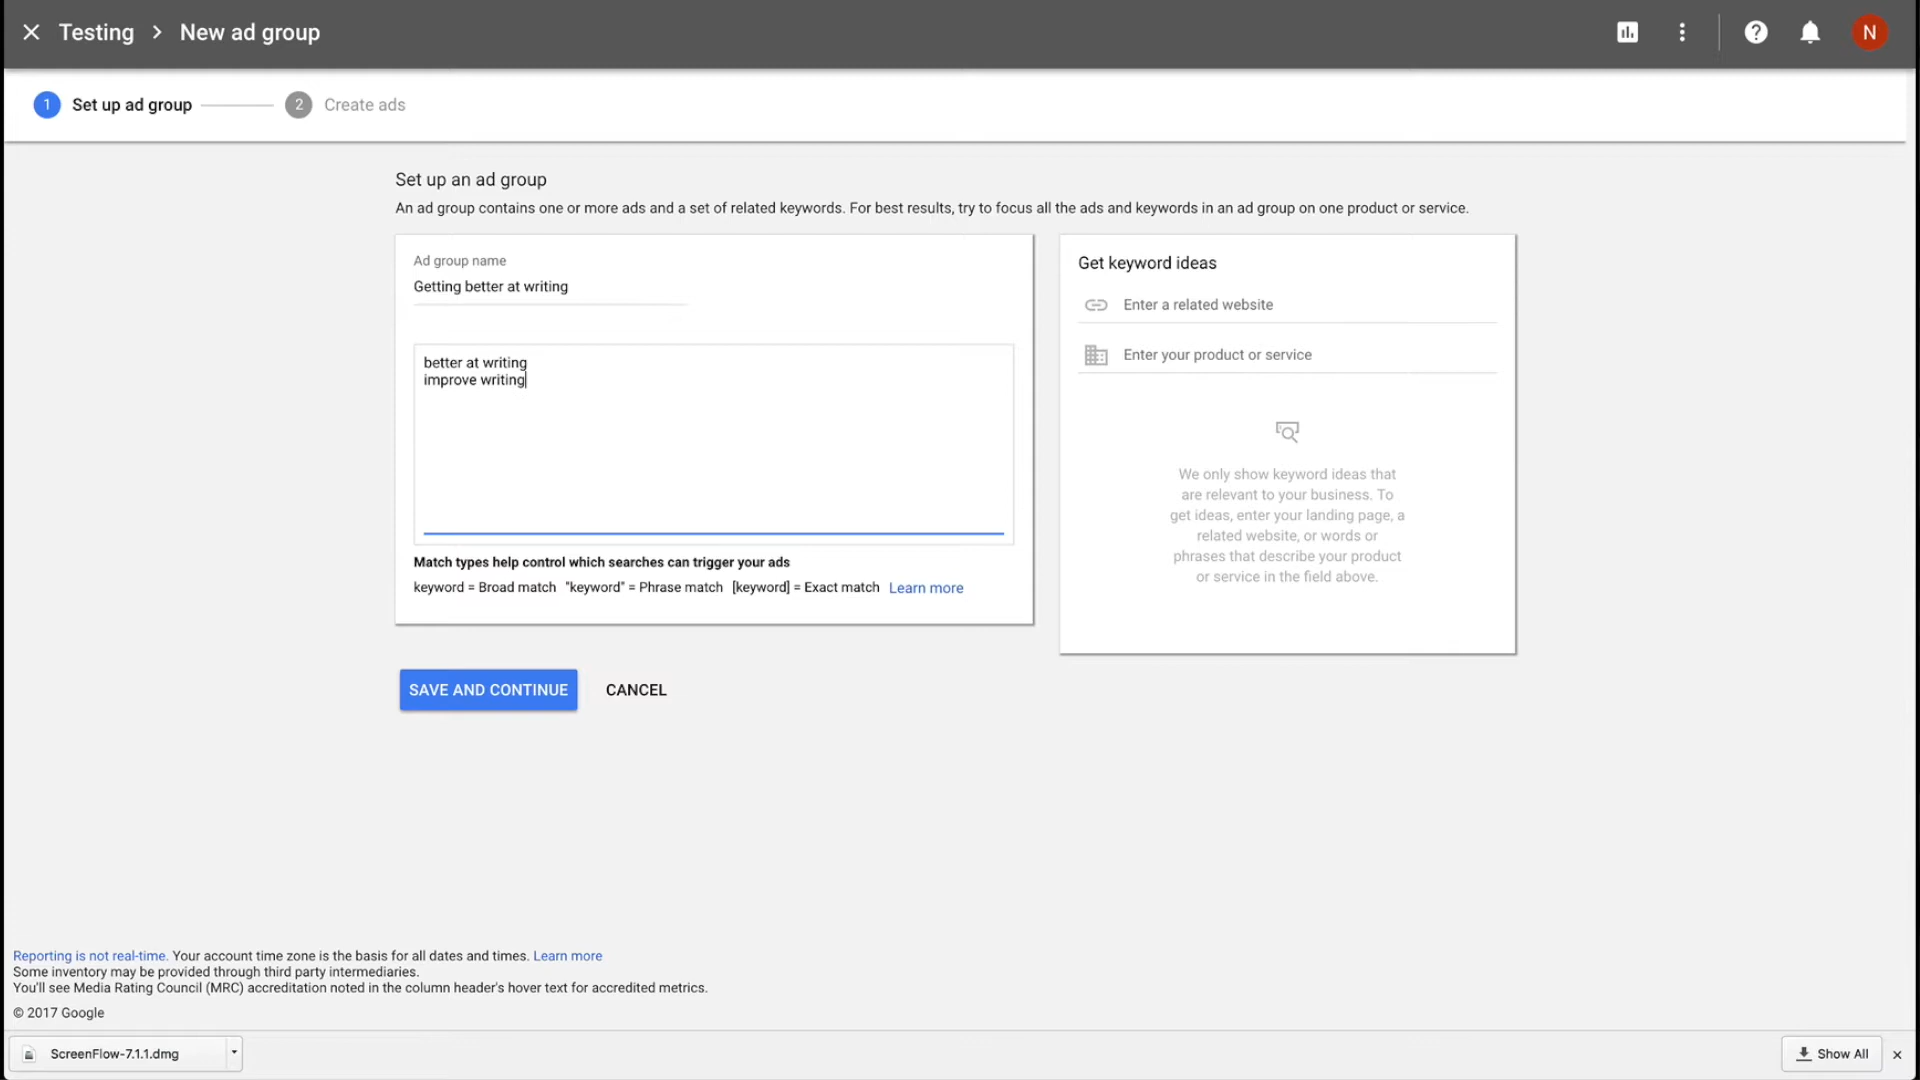 Testing > New ad group
N
1 Set up ad group
2 Create ads
Set up an ad group
An ad group contains one or more ads and a set of related keywords. For best results, try to focus all the ads and keywords in an ad group on one product or service.
Ad group name
Getting better at writing
better at writing
improve writing
Match types help control which searches can trigger your ads
keyword = Broad match "keyword" = Phrase match [keyword] = Exact match Learn more
Get keyword ideas
Enter a related website
Enter your product or service
We only show keyword ideas that
are relevant to your business. To
get ideas, enter your landing page, a
related website, or words or
phrases that describe your product
or service in the field above.
SAVE AND CONTINUE CANCEL
Reporting is not real-time. Your account time zone is the basis for all dates and times. Learn more
Some inventory may be provided through third party intermediaries.
You'll see Media Rating Council (MRC) accreditation noted in the column header's hover text for accredited metrics.
© 2017 Google
ScreenFlow-7.1.1.dmg
Show All